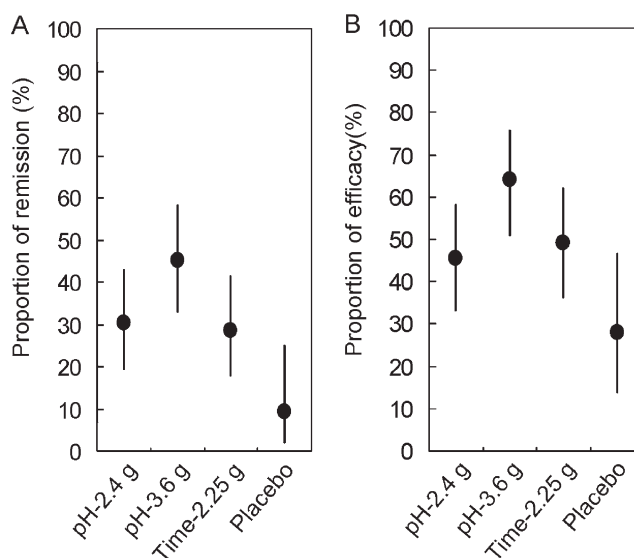 A
Proportion of remission (%)
100
90
80
70
60
50
40
30
20
10
0
pH-2.4 g
pH-3.6 g
Time-2.25 g
Placebo
B
Proportion of efficacy(%)
100
90
80
70
60
50
40
30
20
10
0
pH-2.4 g
pH-3.6 g
Time-2.25 g
Placebo